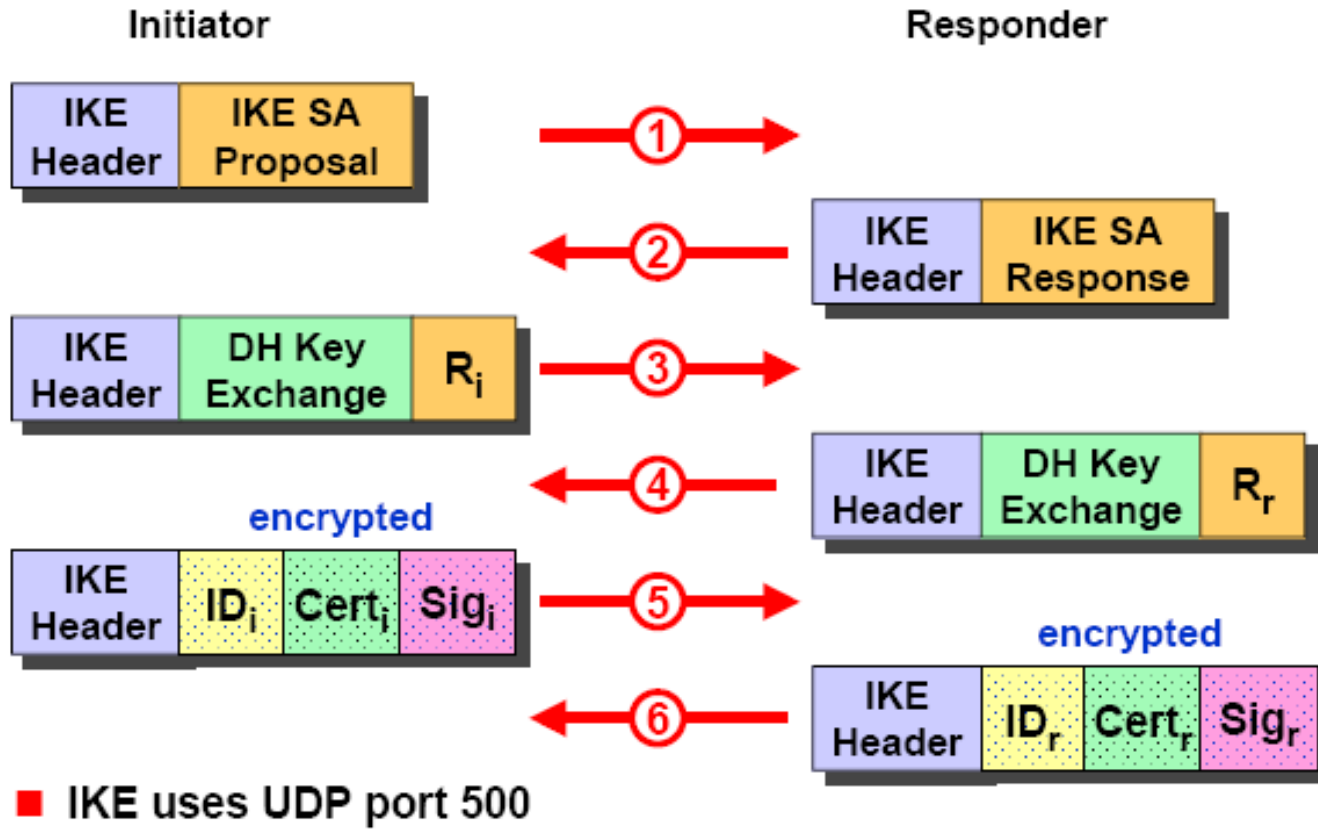 Initiator
Responder
IKE
Header
IKE SA
Proposal
1
2
IKE
Header
IKE SA
Response
IKE
Header
DH Key
Exchange
Ri
3
4
IKE
Header
DH Key
Exchange
Rr
encrypted
IKE
Header
IDi
Certi
Sigi
5
encrypted
6
IKE
Header
IDr
Certr
Sigr
IKE uses UDP port 500